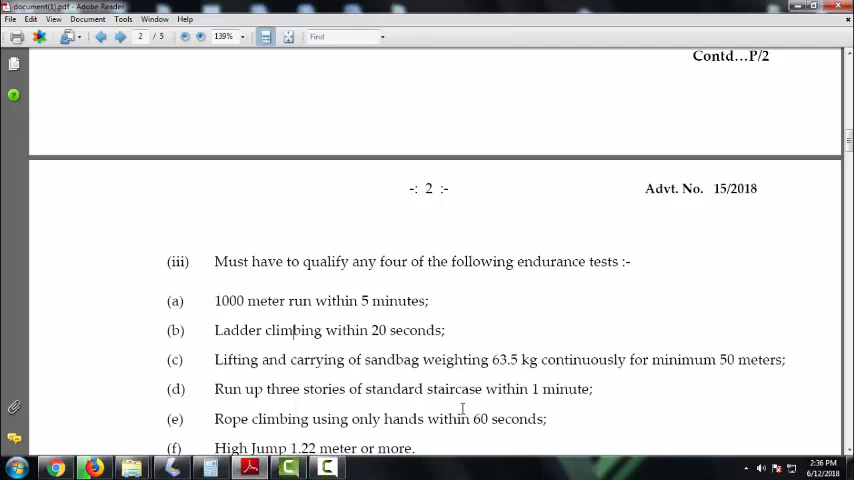 document(1).pdf - Adobe Reader
File Edit View Document Tools Window Help
2 / 5 139% Find
Contd…P/2
-: 2 :- Advt. No. 15/2018
(iii) Must have to qualify any four of the following endurance tests :-
(a) 1000 meter run within 5 minutes;
(b) Ladder climbing within 20 seconds;
(c) Lifting and carrying of sandbag weighting 63.5 kg continuously for minimum 50 meters;
(d) Run up three stories of standard staircase within 1 minute;
(e) Rope climbing using only hands within 60 seconds;
(f) High Jump 1.22 meter or more.
2:36 PM
6/12/2018